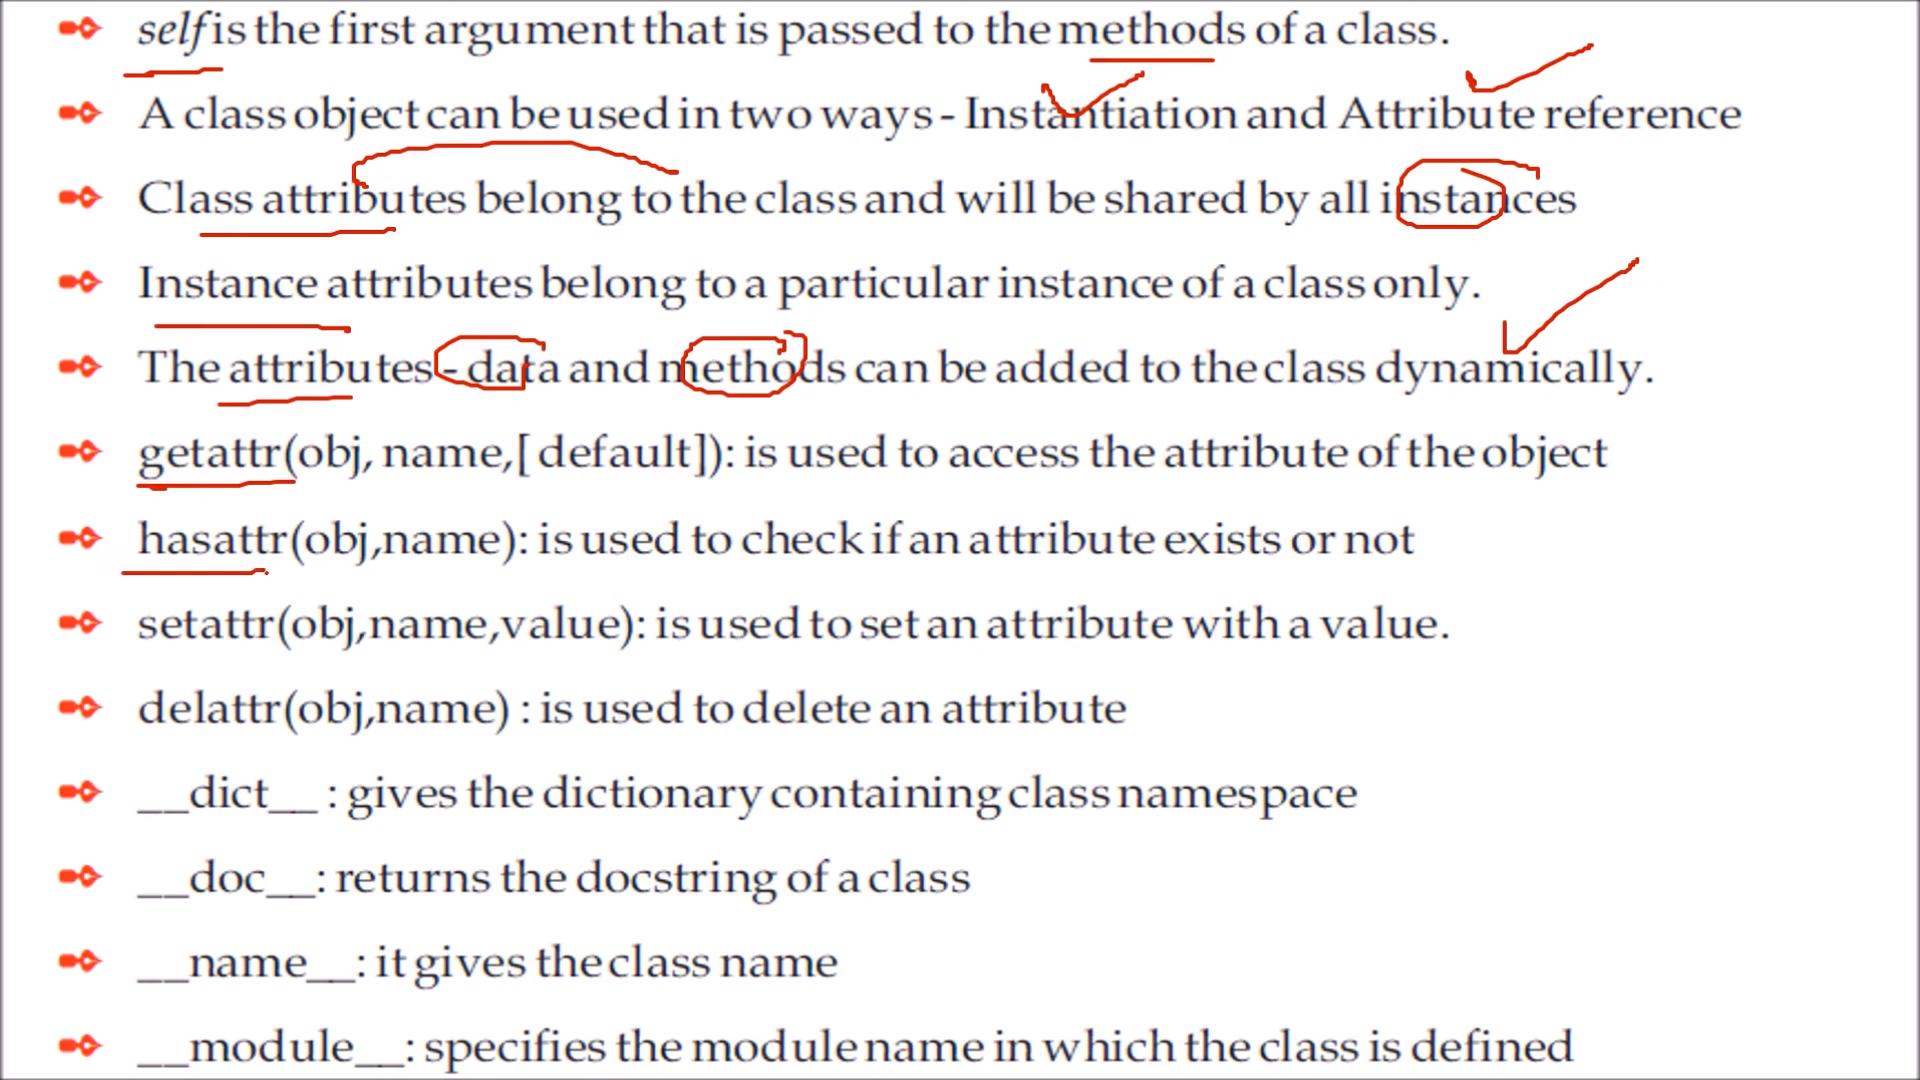 self is the first argument that is passed to the methods of a class.
A class object can be used in two ways - Instantiation and Attribute reference
Class attributes belong to the class and will be shared by all instances
Instance attributes belong to a particular instance of a class only.
The attributes - data and methods can be added to the class dynamically.
getattr(obj, name,[ default]): is used to access the attribute of the object
hasattr(obj,name): is used to check if an attribute exists or not
setattr(obj,name,value): is used to set an attribute with a value.
delattr(obj,name) : is used to delete an attribute
__dict__ : gives the dictionary containing class namespace
__doc__: returns the docstring of a class
__name__: it gives the class name
__module__: specifies the module name in which the class is defined